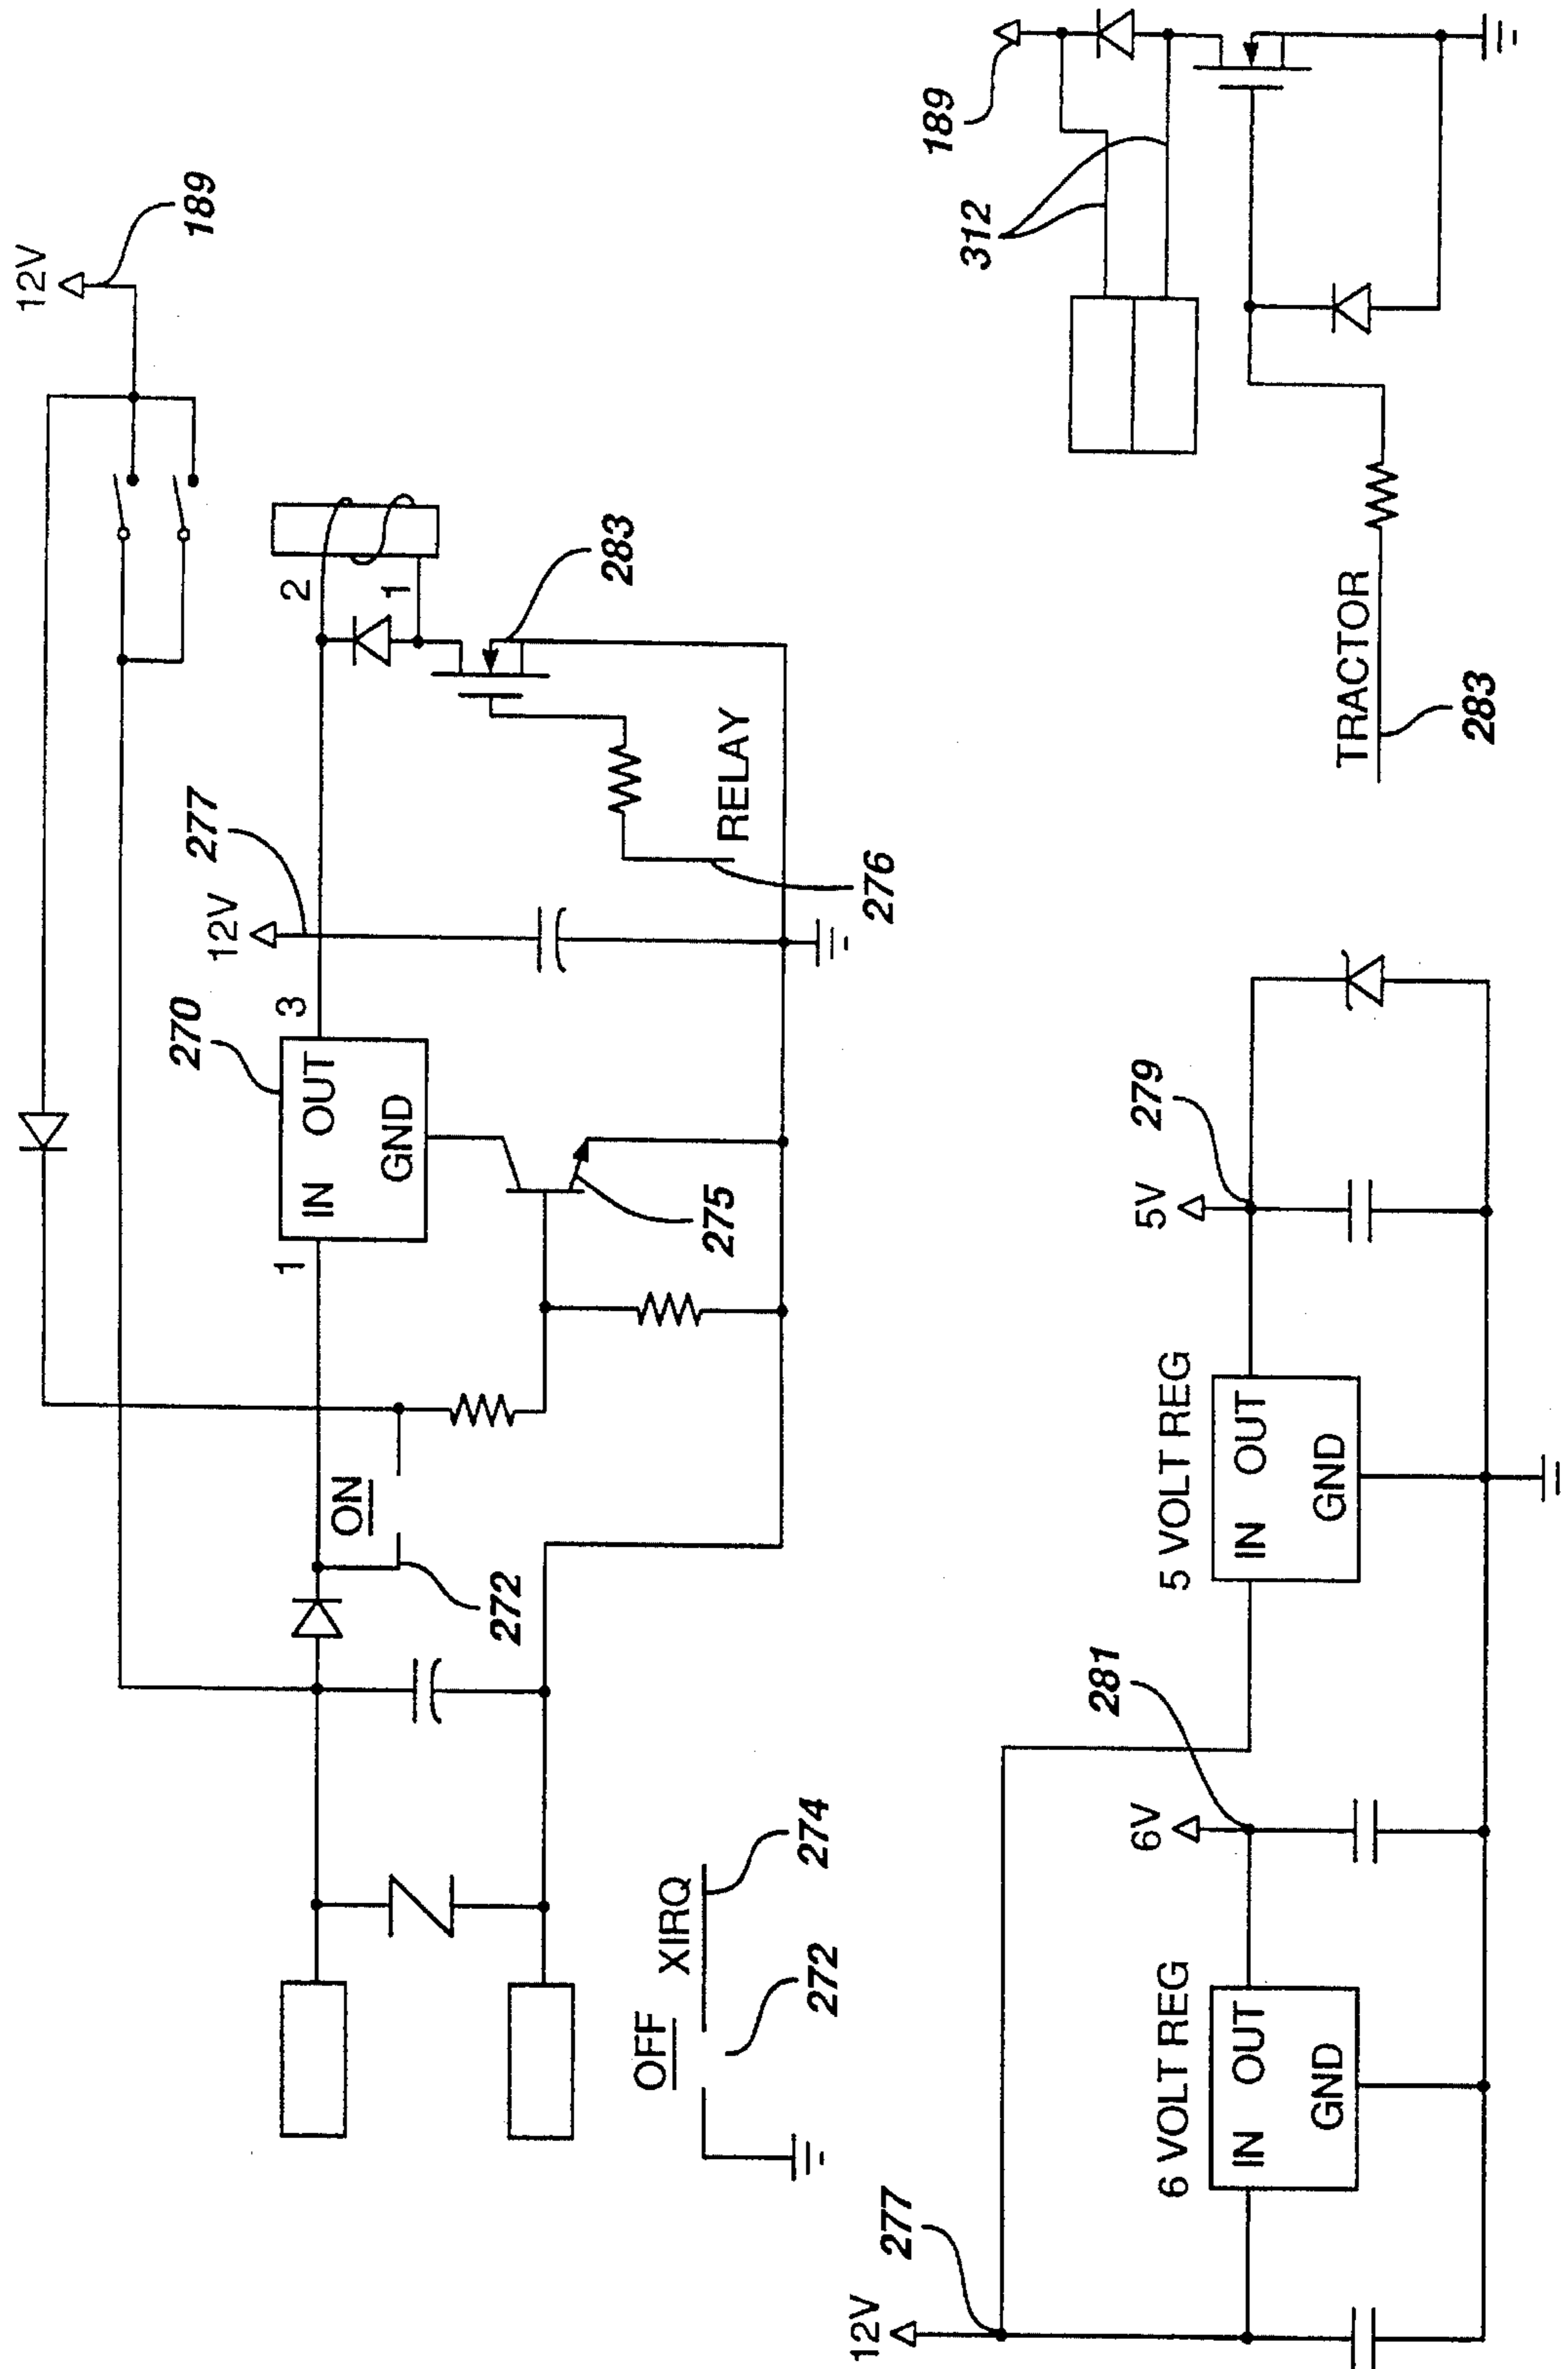 12V
189
2
1
283
277
12V
RELAY
276
270
3
IN OUT
GND
1
275
ON
272
XIRQ
274
OFF
272
189
312
TRACTOR
283
279
5V
5 VOLT REG
IN OUT
GND
281
6V
6 VOLT REG
IN OUT
GND
277
12V